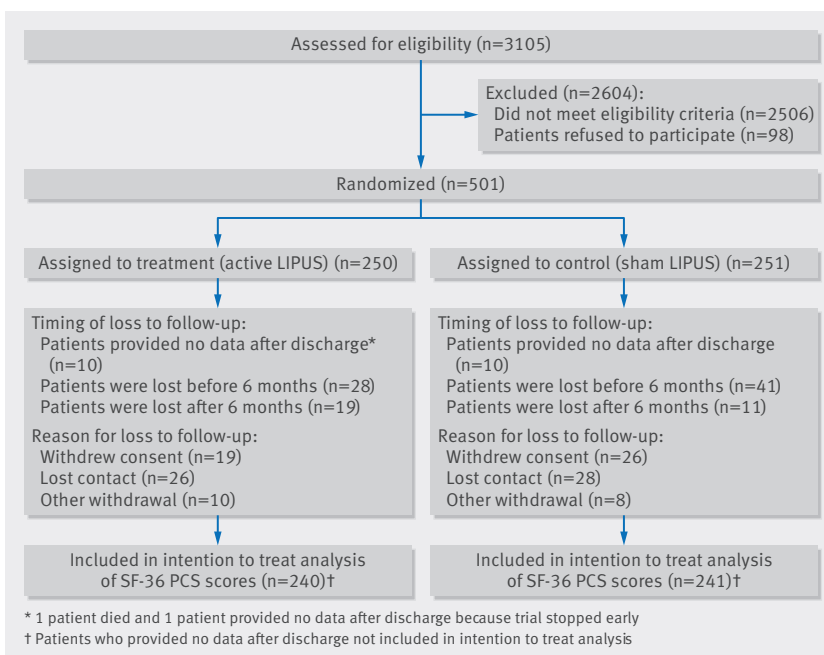 Assessed for eligibility (n=3105)
Excluded (n=2604):
Did not meet eligibility criteria (n=2506)
Patients refused to participate (n=98)
Randomized (n=501)
Assigned to treatment (active LIPUS) (n=250)
Assigned to control (sham LIPUS) (n=251)
Timing of loss to follow-up:
Patients provided no data after discharge*
(n=10)
Patients were lost before 6 months (n=28)
Patients were lost after 6 months (n=19)
Reason for loss to follow-up:
Withdrew consent (n=19)
Lost contact (n=26)
Other withdrawal (n=10)
Timing of loss to follow-up:
Patients provided no data after discharge
(n=10)
Patients were lost before 6 months (n=41)
Patients were lost after 6 months (n=11)
Reason for loss to follow-up:
Withdrew consent (n=26)
Lost contact (n=28)
Other withdrawal (n=8)
Included in intention to treat analysis
of SF-36 PCS scores (n=240)†
Included in intention to treat analysis
of SF-36 PCS scores (n=241)†
* 1 patient died and 1 patient provided no data after discharge because trial stopped early
† Patients who provided no data after discharge not included in intention to treat analysis